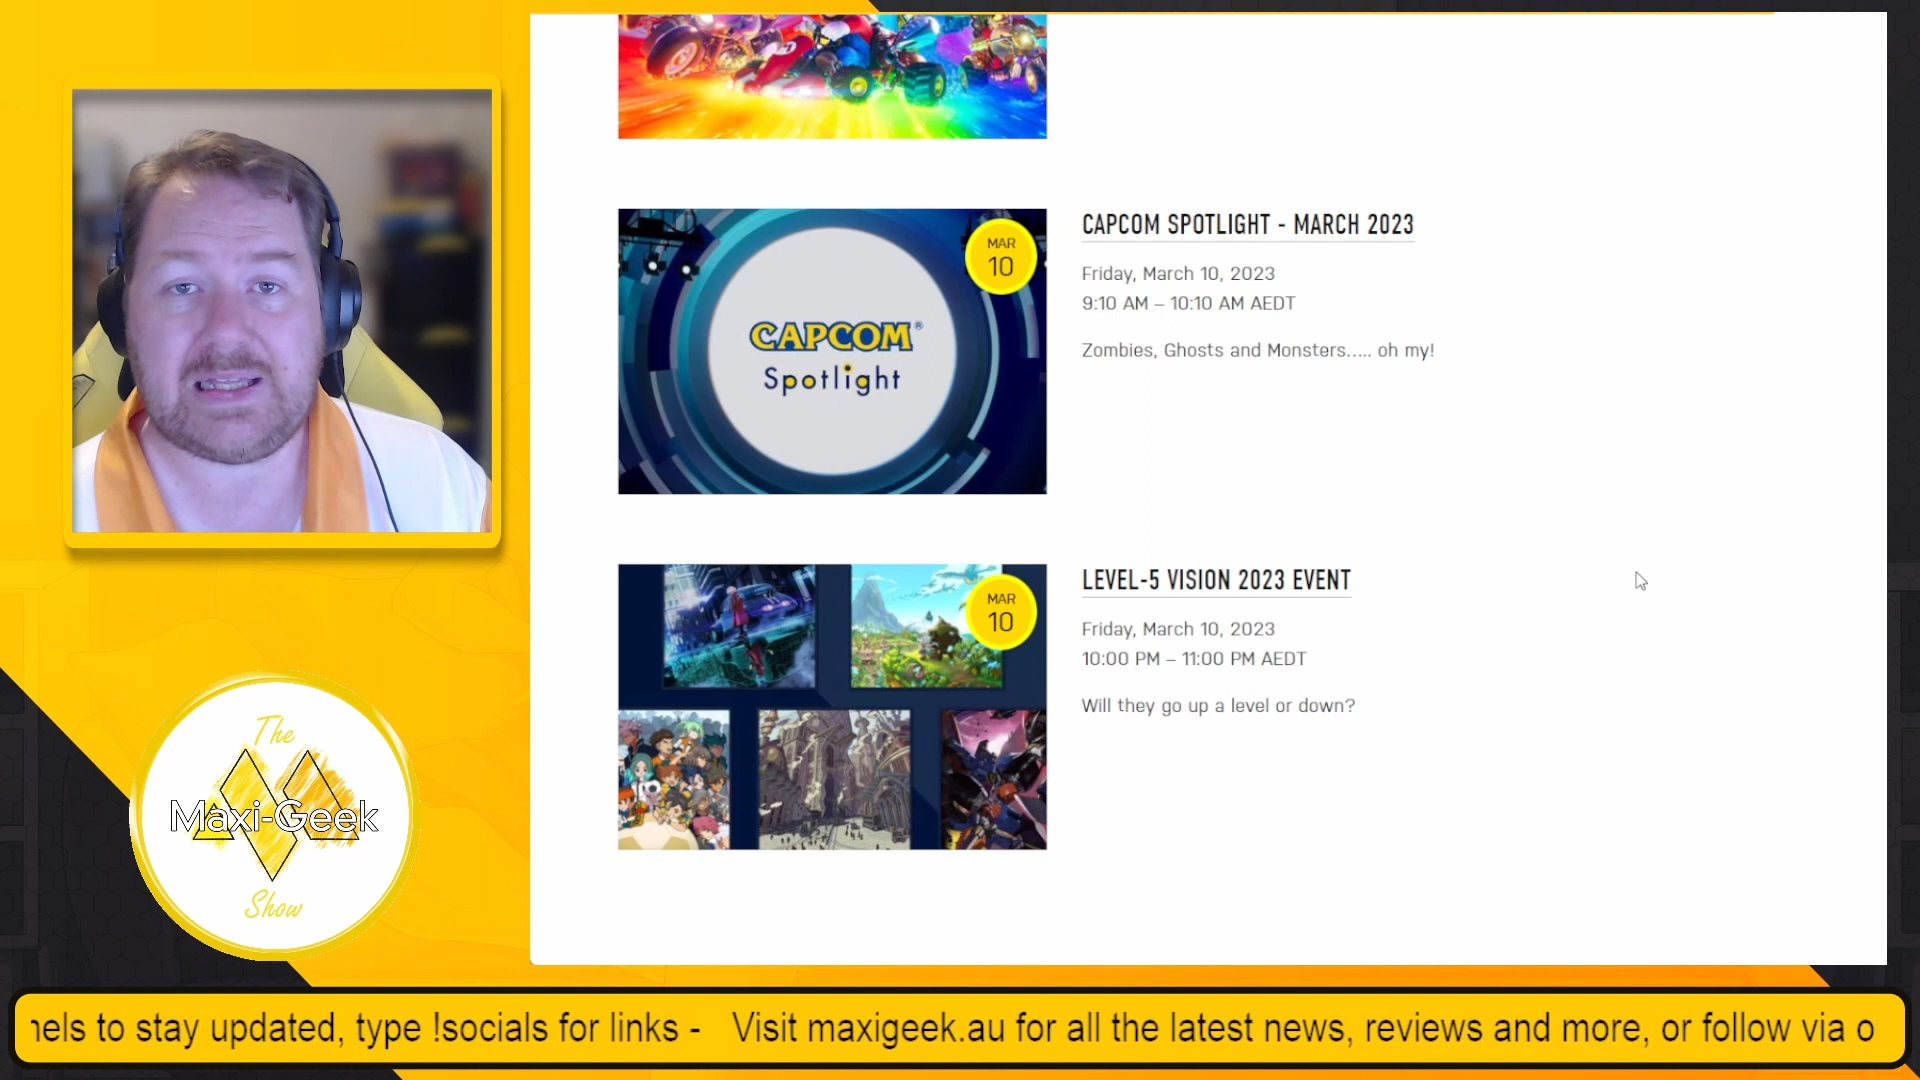 CAPCOM SPOTLIGHT - MARCH 2023
Friday, March 10, 2023
9:10 AM – 10:10 AM AEDT
Zombies, Ghosts and Monsters..... oh my!
MAR
10
CAPCOM®
Spotlight
LEVEL-5 VISION 2023 EVENT
Friday, March 10, 2023
10:00 PM – 11:00 PM AEDT
Will they go up a level or down?
MAR
10
The
Maxi-Geek
Show
nels to stay updated, type !socials for links - Visit maxigeek.au for all the latest news, reviews and more, or follow via o